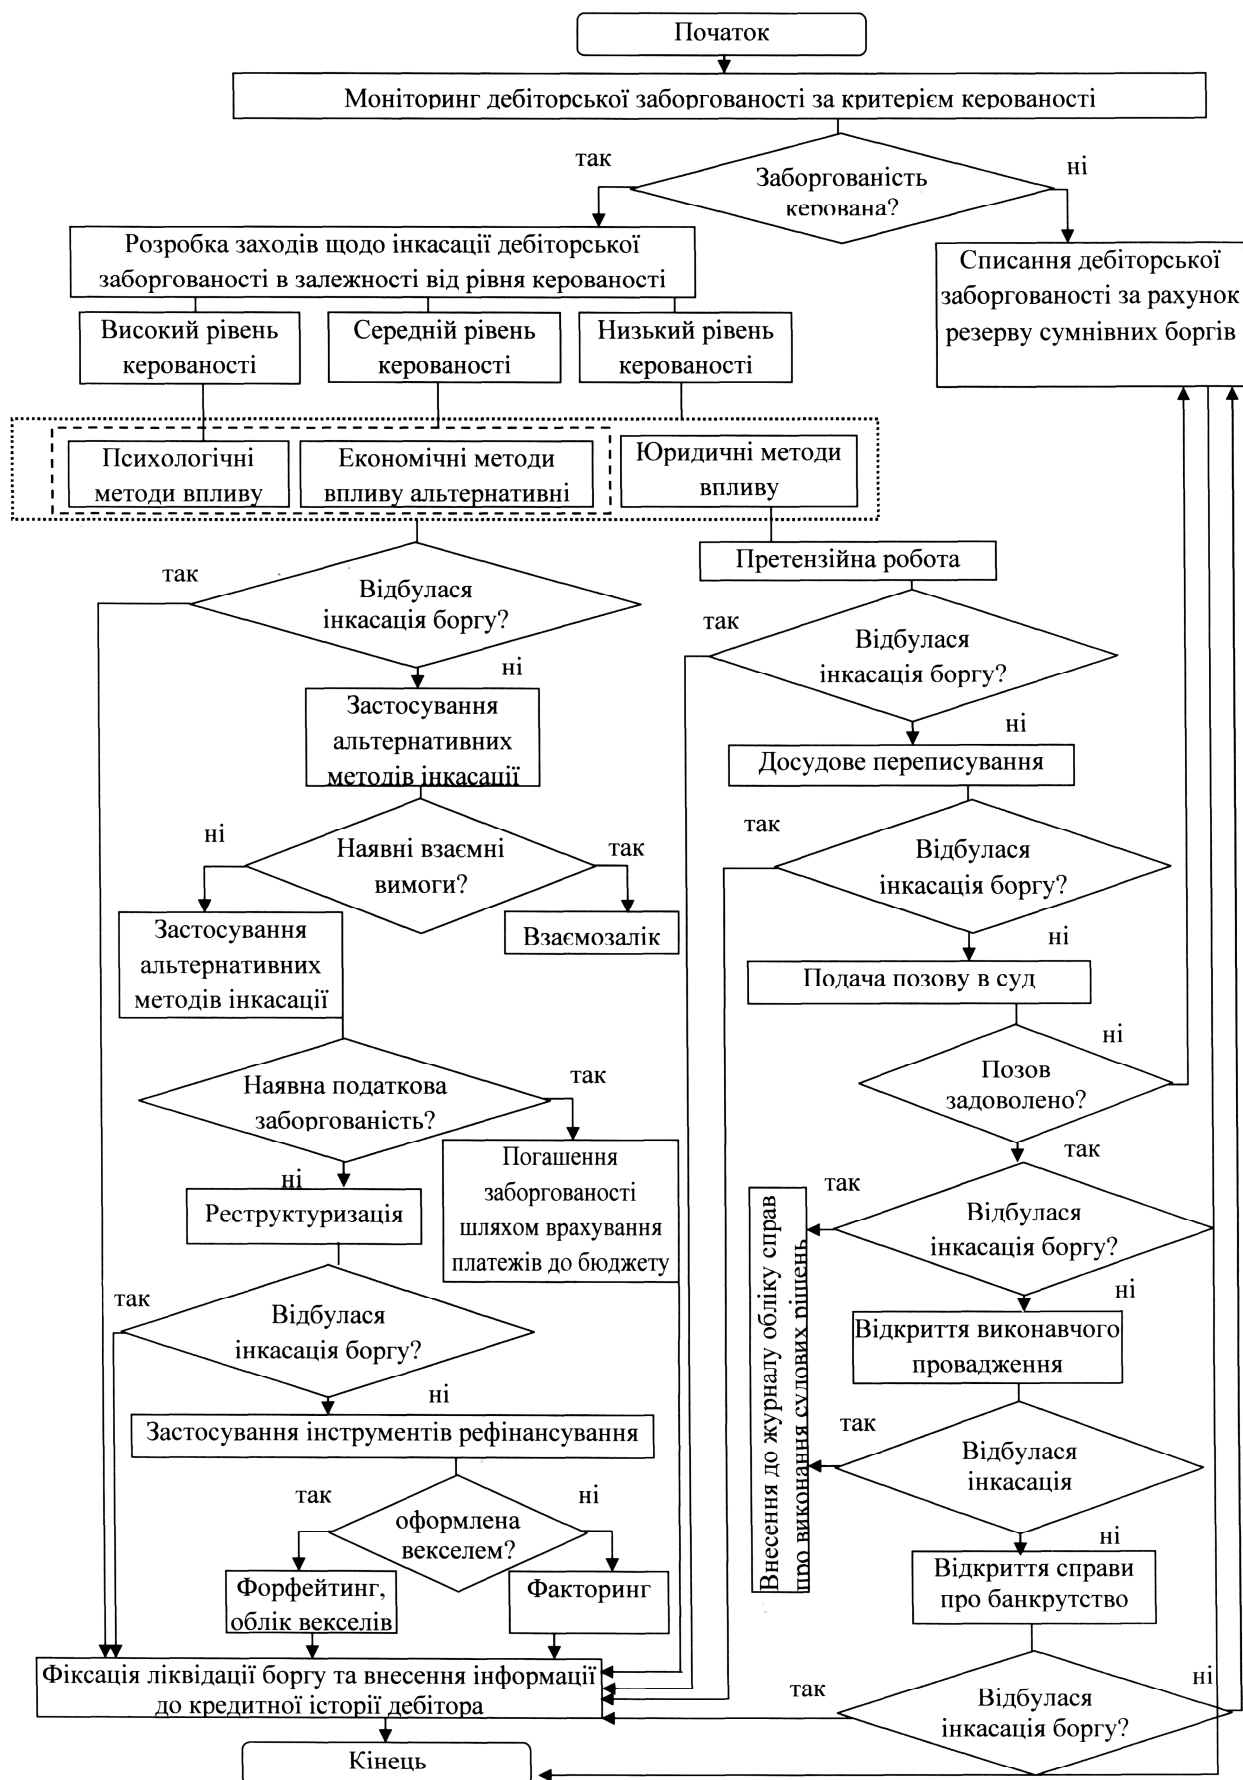 Початок
Моніторинг дебіторської заборгованості за критерієм керованості
так
ні
Заборгованість
керована?
Розробка заходів щодо інкасації дебіторської
заборгованості в залежності від рівня керованості
Списання дебіторської
заборгованості за рахунок
резерву сумнівних боргів
Високий рівень
керованості
Середній рівень
керованості
Низький рівень
керованості
Психологічні
методи впливу
Економічні методи
впливу альтернативні
Юридичні методи
впливу
так
Відбулася
інкасація боргу?
ні
Претензійна робота
так
Відбулася
інкасація боргу?
ні
Застосування
альтернативних
методів інкасації
Досудове переписування
ні
Наявні взаємні
вимоги?
так
так
Відбулася
інкасація боргу?
ні
Застосування
альтернативних
методів інкасації
Взаємозалік
Подача позову в суд
ні
Позов
задоволено?
так
Наявна податкова
заборгованість?
так
ні
Погашення
заборгованості
шляхом врахування
платежів до бюджету
Реструктуризація
так
Відбулася
інкасація боргу?
ні
Внесення до журналу обліку справ
про виконання судових рішень
так
Відбулася
інкасація боргу?
ні
Відкриття виконавчого
провадження
Застосування інструментів рефінансування
так
Відбулася
інкасація
ні
так
ні
оформлена
векселем?
Форфейтинг,
облік векселів
Факторинг
Відкриття справи
про банкрутство
Фіксація ліквідації боргу та внесення інформації
до кредитної історії дебітора
так
Відбулася
інкасація боргу?
ні
Кінець